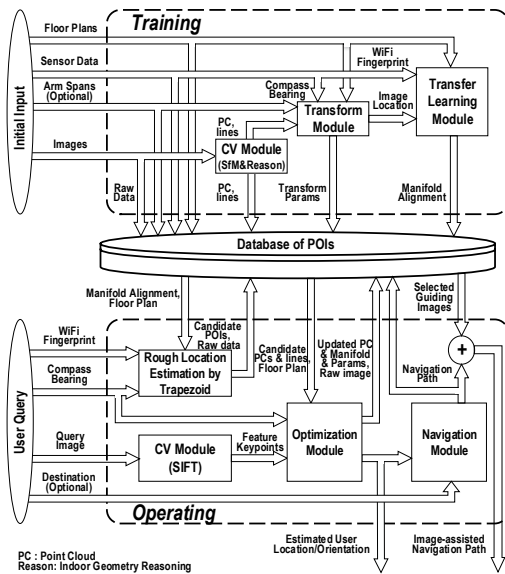 Training
Floor Plans
Sensor Data
Arm Spans
(Optional)
Images
Initial Input
WiFi
Fingerprint
Compass
Bearing
Image
Location
Transfer
Learning
Module
Transform
Module
PC,
lines
CV Module
(SfM&Reason)
Raw
Data
PC,
lines
Transform
Params
Manifold
Alignment
Database of POIs
Manifold Alignment,
Floor Plan
Candidate
POIs,
Raw data
Candidate
PCs & lines,
Floor Plan
Updated PC
& Manifold
& Params,
Raw image
Selected
Guiding
Images
+
Navigation
Path
User Query
WiFi
Fingerprint
Compass
Bearing
Query
Image
Destination
(Optional)
Rough Location
Estimation by
Trapezoid
CV Module
(SIFT)
Feature
Keypoints
Optimization
Module
Navigation
Module
Operating
PC : Point Cloud
Reason: Indoor Geometry Reasoning
Estimated User
Location/Orientation
Image-assisted
Navigation Path